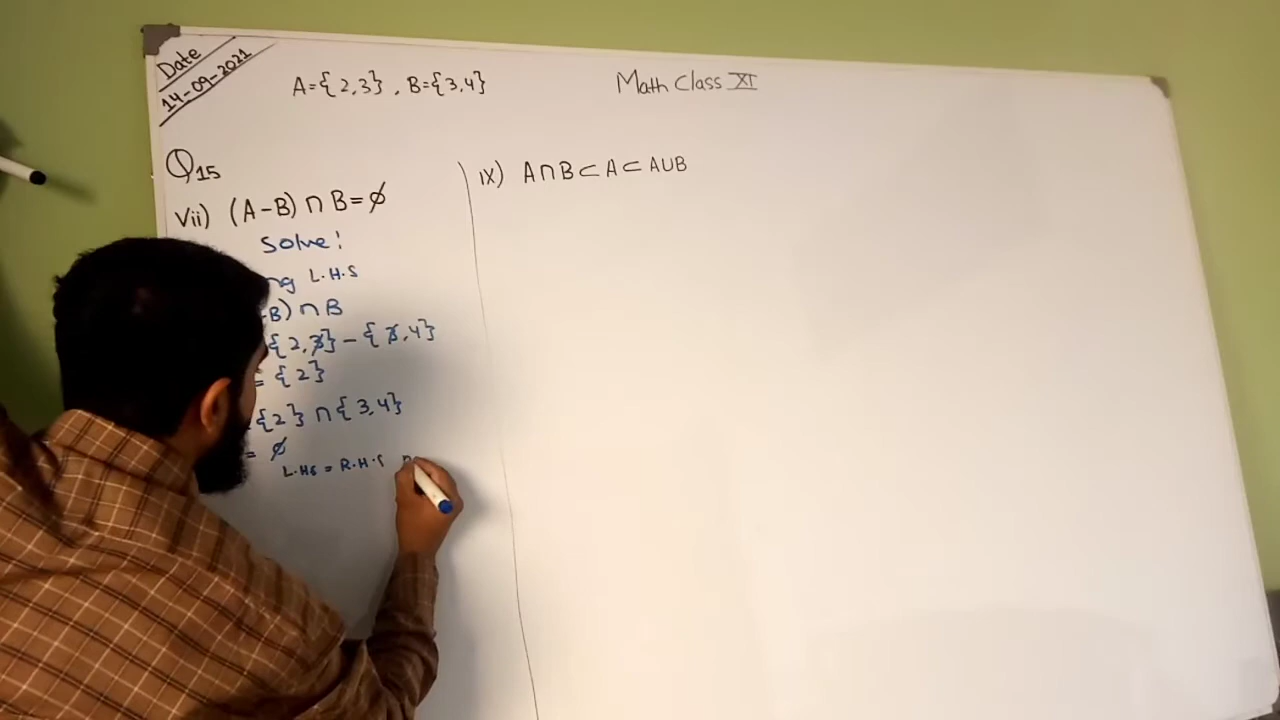 Date
14-09-2021
A={2,3} , B={3,4}
Math Class XI
Q15
Vii) (A-B) ∩ B = ∅
Solve!
L.H.S
B) ∩ B
{2,3} - {3,4}
= {2}
{2} ∩ {3,4}
= ∅
L.HS = R.H.S
ix) A∩B ⊂ A ⊂ A∪B